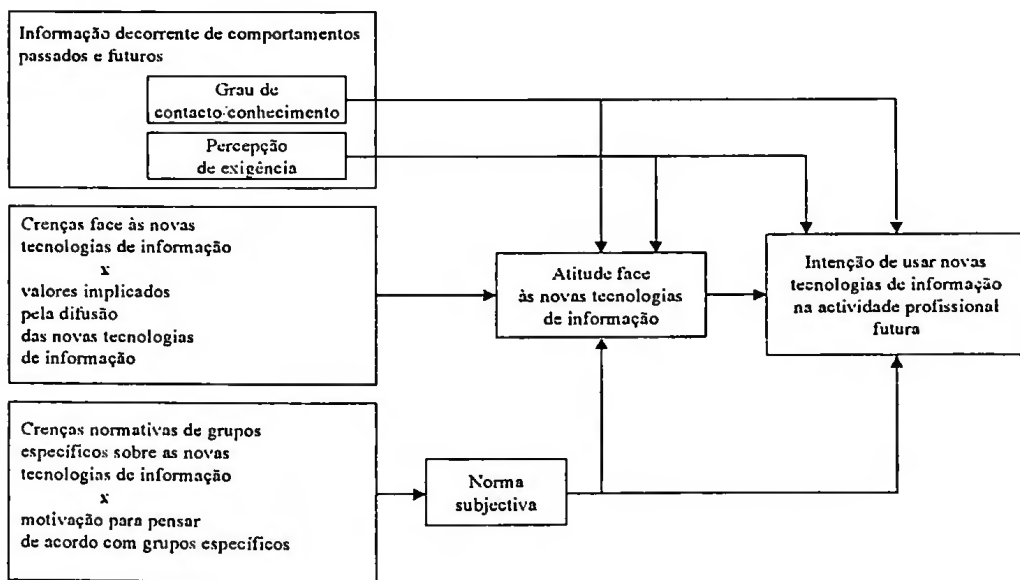 Informação decorrente de comportamentos
passados e futuros
Grau de
contacto/conhecimento
Percepção
de exigência
Crenças face às novas
tecnologias de informação
x
valores implicados
pela difusão
das novas tecnologias
de informação
Atitude face
às novas tecnologias
de informação
Intenção de usar novas
tecnologias de informação
na actividade profissional
futura
Crenças normativas de grupos
específicos sobre as novas
tecnologias de informação
x
motivação para pensar
de acordo com grupos específicos
Norma
subjectiva